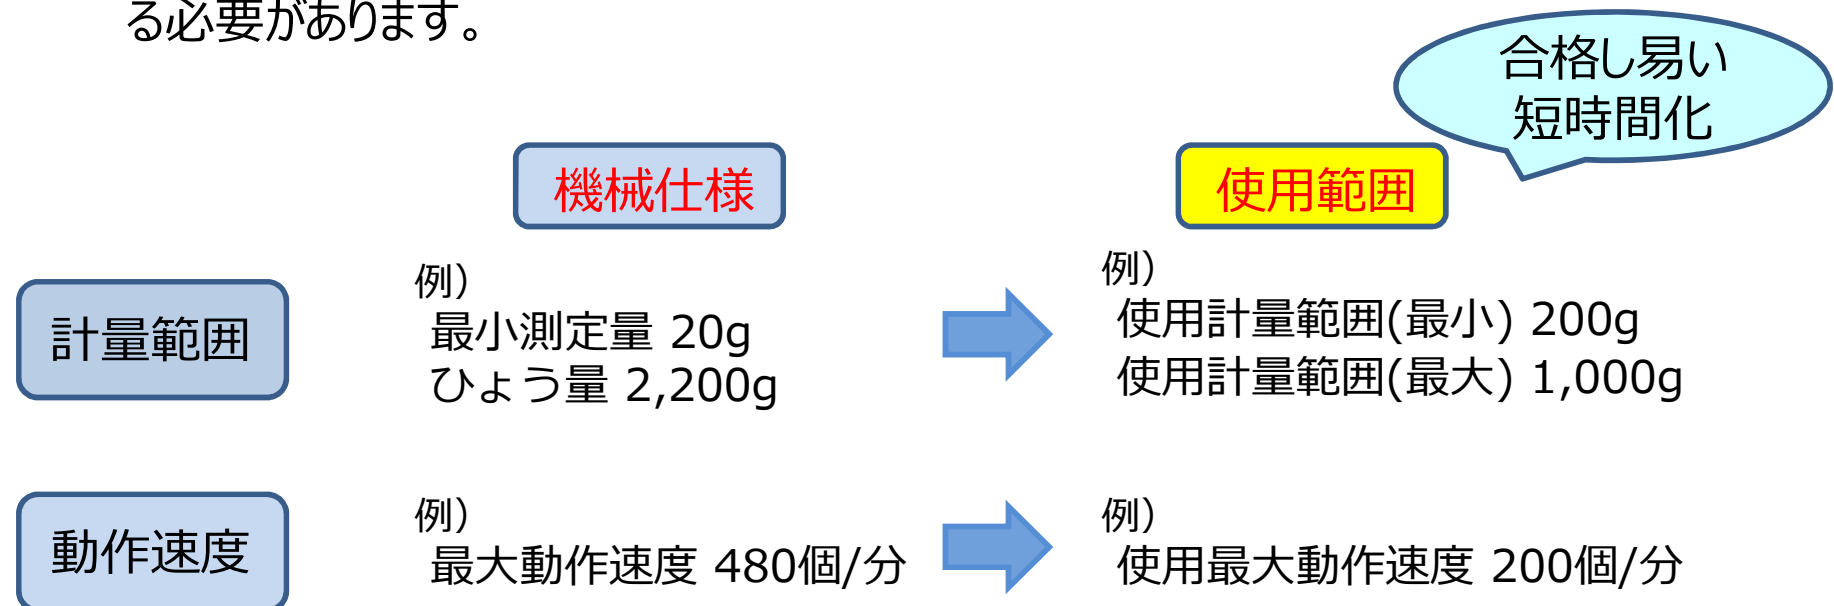 る必要があります。
合格し易い
短時間化
機械仕様
使用範囲
計量範囲
例）
最小測定量 20g
ひょう量 2,200g
例）
使用計量範囲(最小) 200g
使用計量範囲(最大) 1,000g
動作速度
例）
最大動作速度 480個/分
例）
使用最大動作速度 200個/分